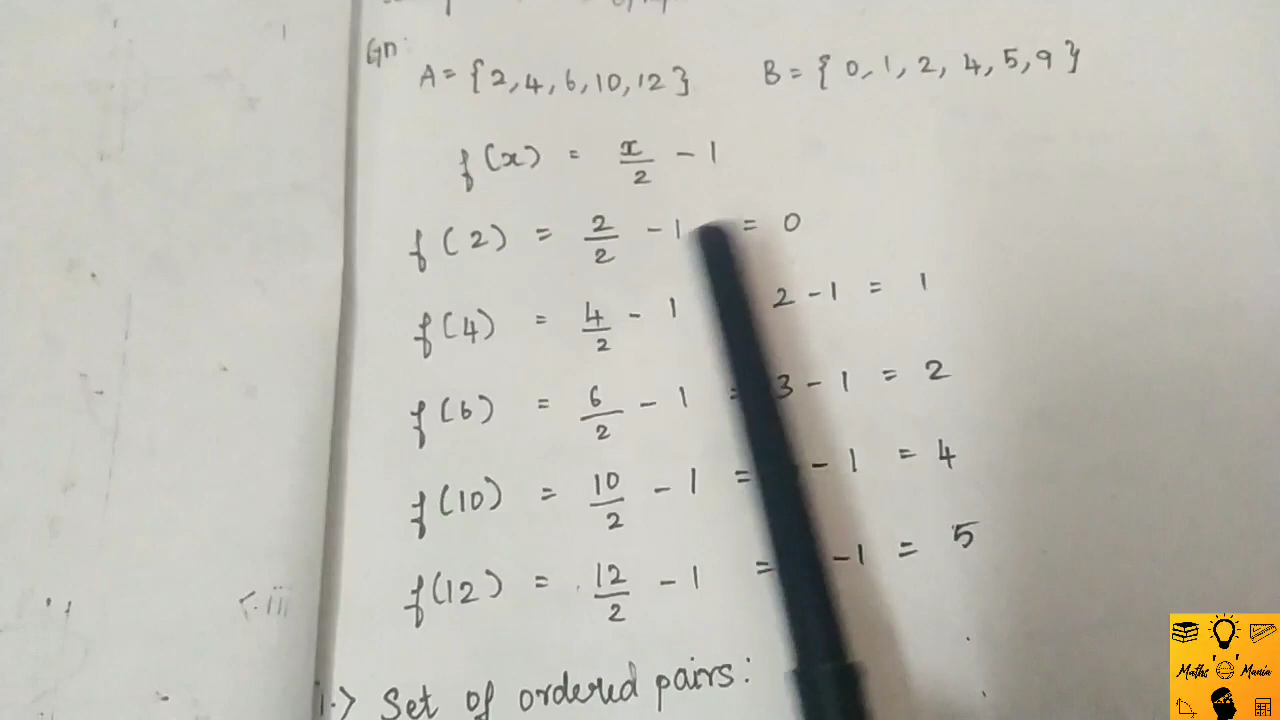 Gn:
A = {2, 4, 6, 10, 12} B = {0, 1, 2, 4, 5, 9}
f(x) = x/2 - 1
f(2) = 2/2 - 1 = 0
f(4) = 4/2 - 1 2 - 1 = 1
f(6) = 6/2 - 1 = 3 - 1 = 2
f(10) = 10/2 - 1 = - 1 = 4
f(12) = 12/2 - 1 = - 1 = 5
1.) Set of ordered pairs:
Maths Mania